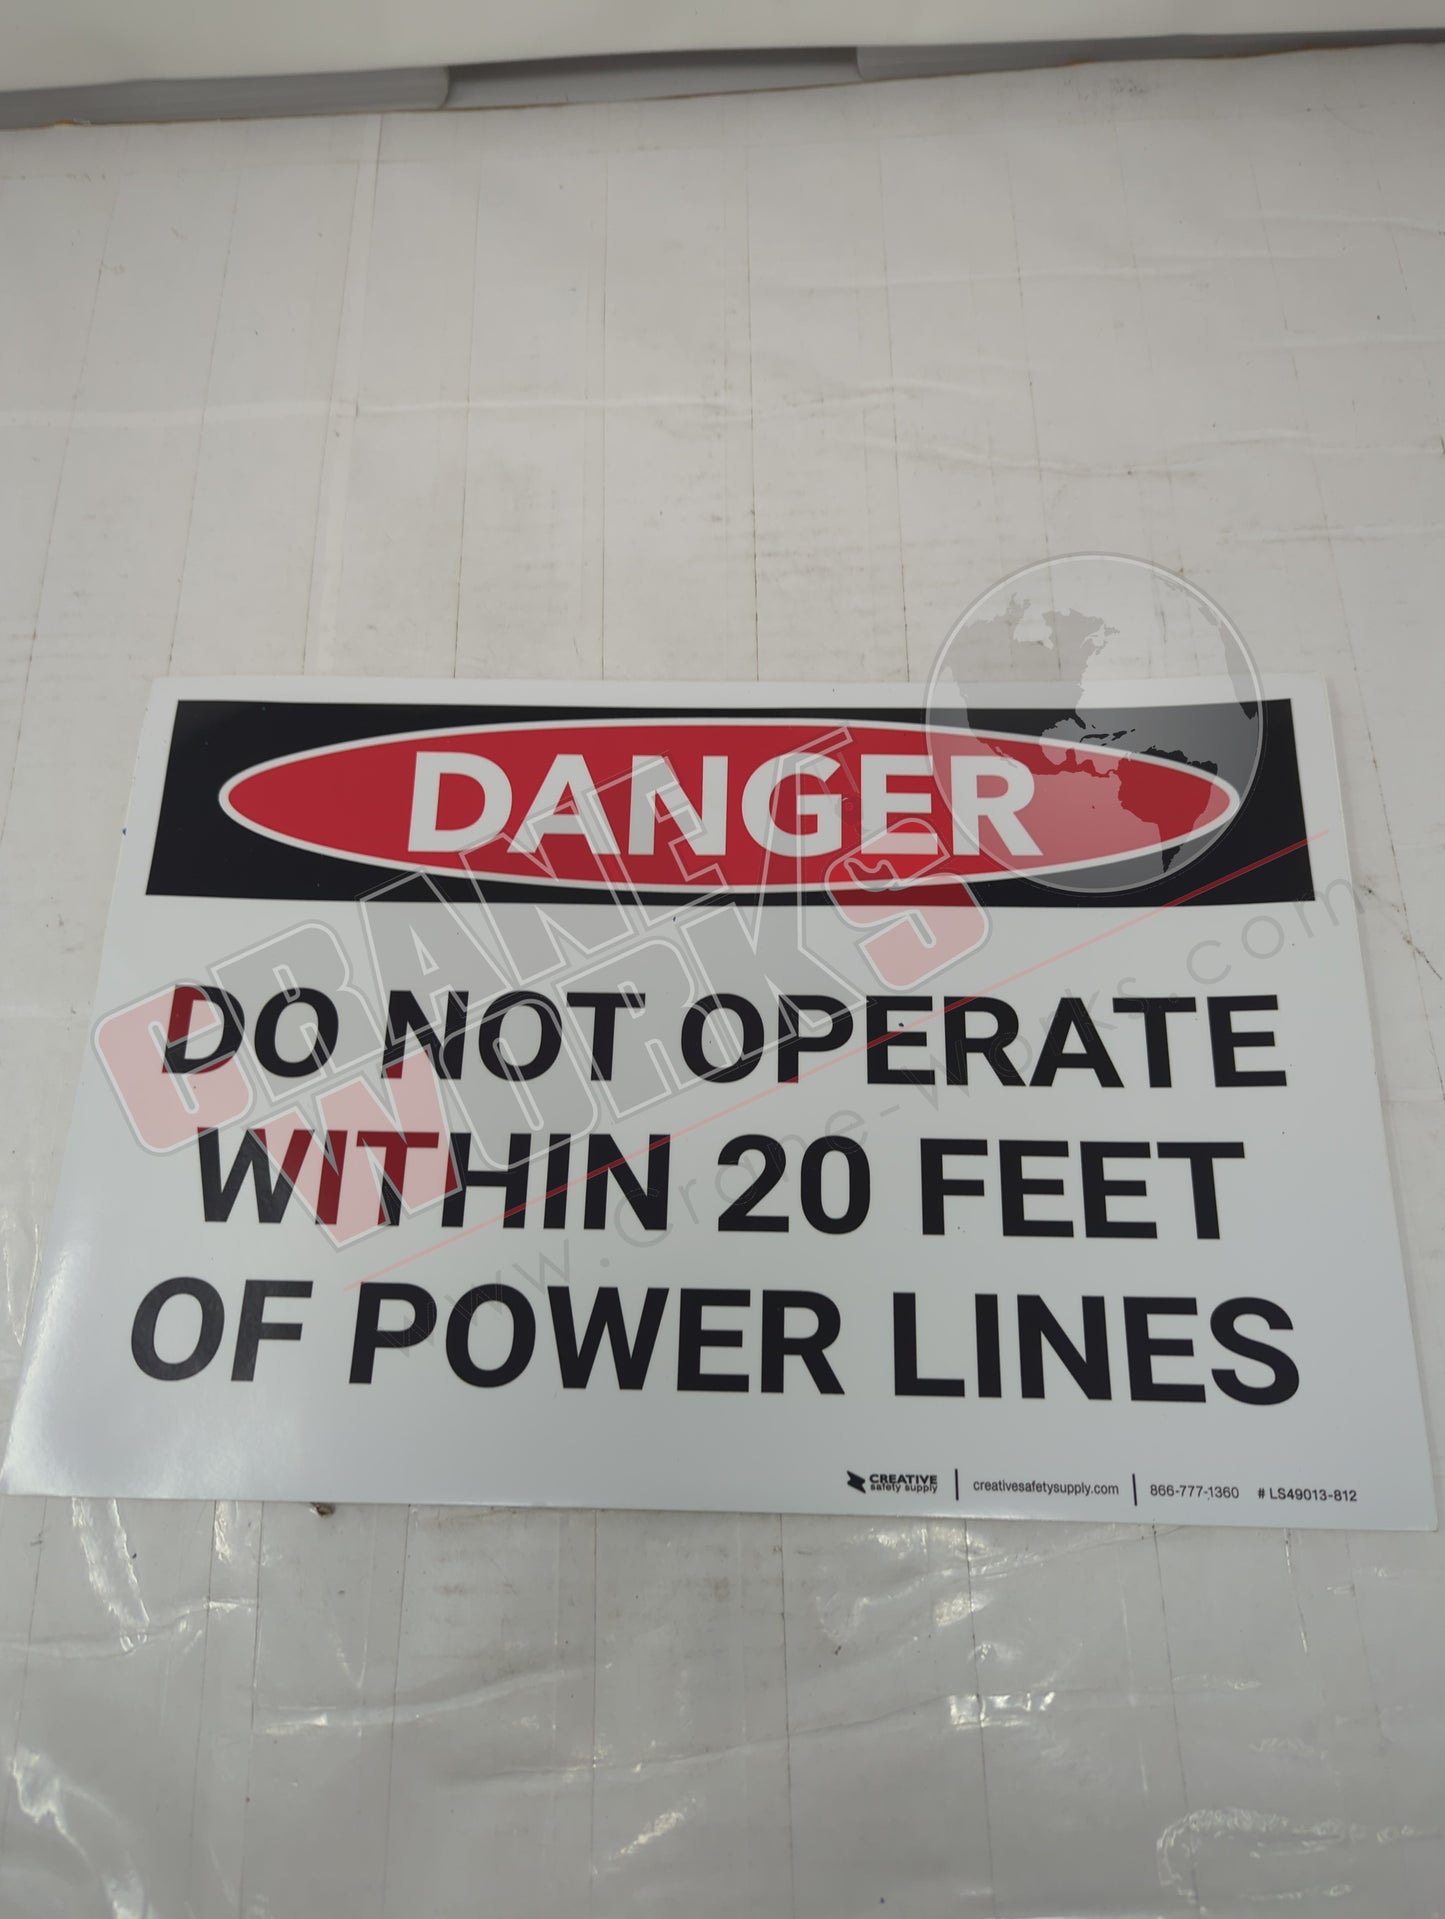 DANGER
DO NOT OPERATE
WITHIN 20 FEET
OF POWER LINES
CREATIVE
safety supply
creativesafetysupply.com
866-777-1360 # LS49013-812
CRANE
WORKS
www.crane-works.com